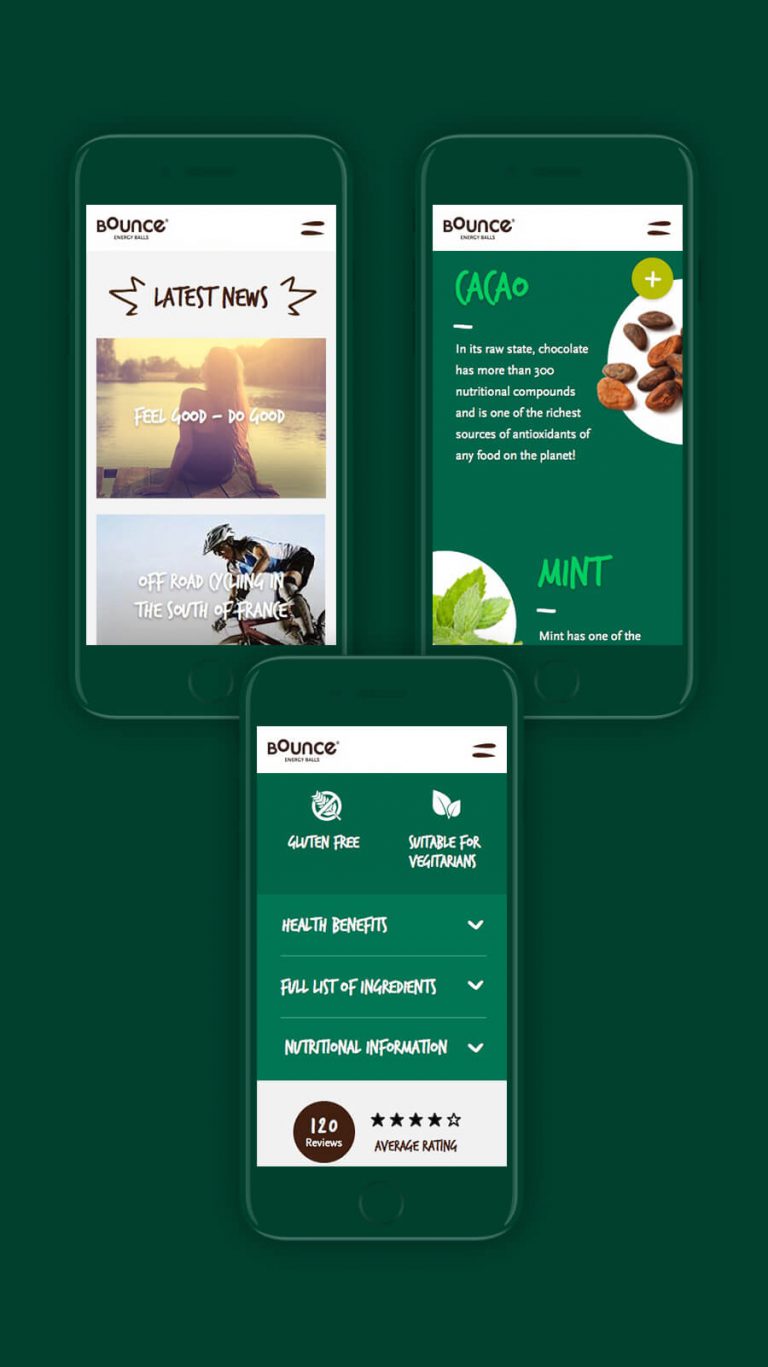 BOUNCE®
ENERGY BALLS
LATEST NEWS
FEEL GOOD – DO GOOD
OFF ROAD CYCLING IN
THE SOUTH OF FRANCE
BOUNCE®
ENERGY BALLS
CACAO
In its raw state, chocolate
has more than 300
nutritional compounds
and is one of the richest
sources of antioxidants of
any food on the planet!
MINT
Mint has one of the
BOUNCE®
ENERGY BALLS
GLUTEN FREE
SUITABLE FOR
VEGITARIANS
HEALTH BENEFITS
FULL LIST OF INGREDIENTS
NUTRITIONAL INFORMATION
120
Reviews
AVERAGE RATING